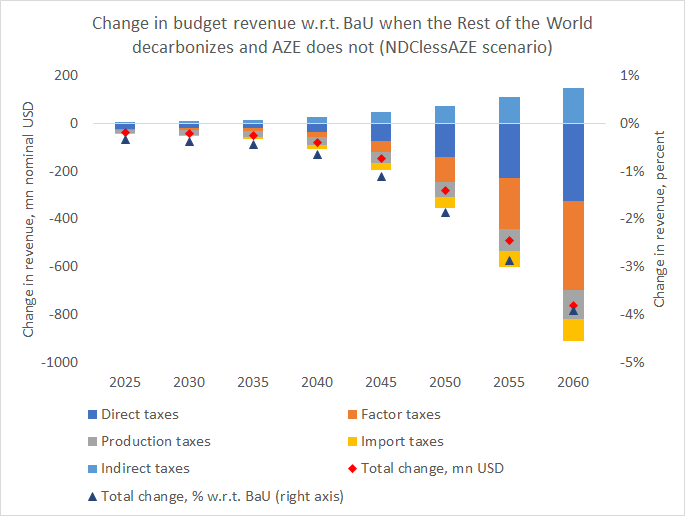 Change in budget revenue w.r.t. BaU when the Rest of the World
decarbonizes and AZE does not (NDClessAZE scenario)
Change in revenue, mn nominal USD
200
0
-200
-400
-600
-800
-1000
1%
0%
-1%
-2%
-3%
-4%
-5%
Change in revenue, percent
2025 2030 2035 2040 2045 2050 2055 2060
Direct taxes Factor taxes
Production taxes Import taxes
Indirect taxes Total change, mn USD
Total change, % w.r.t. BaU (right axis)